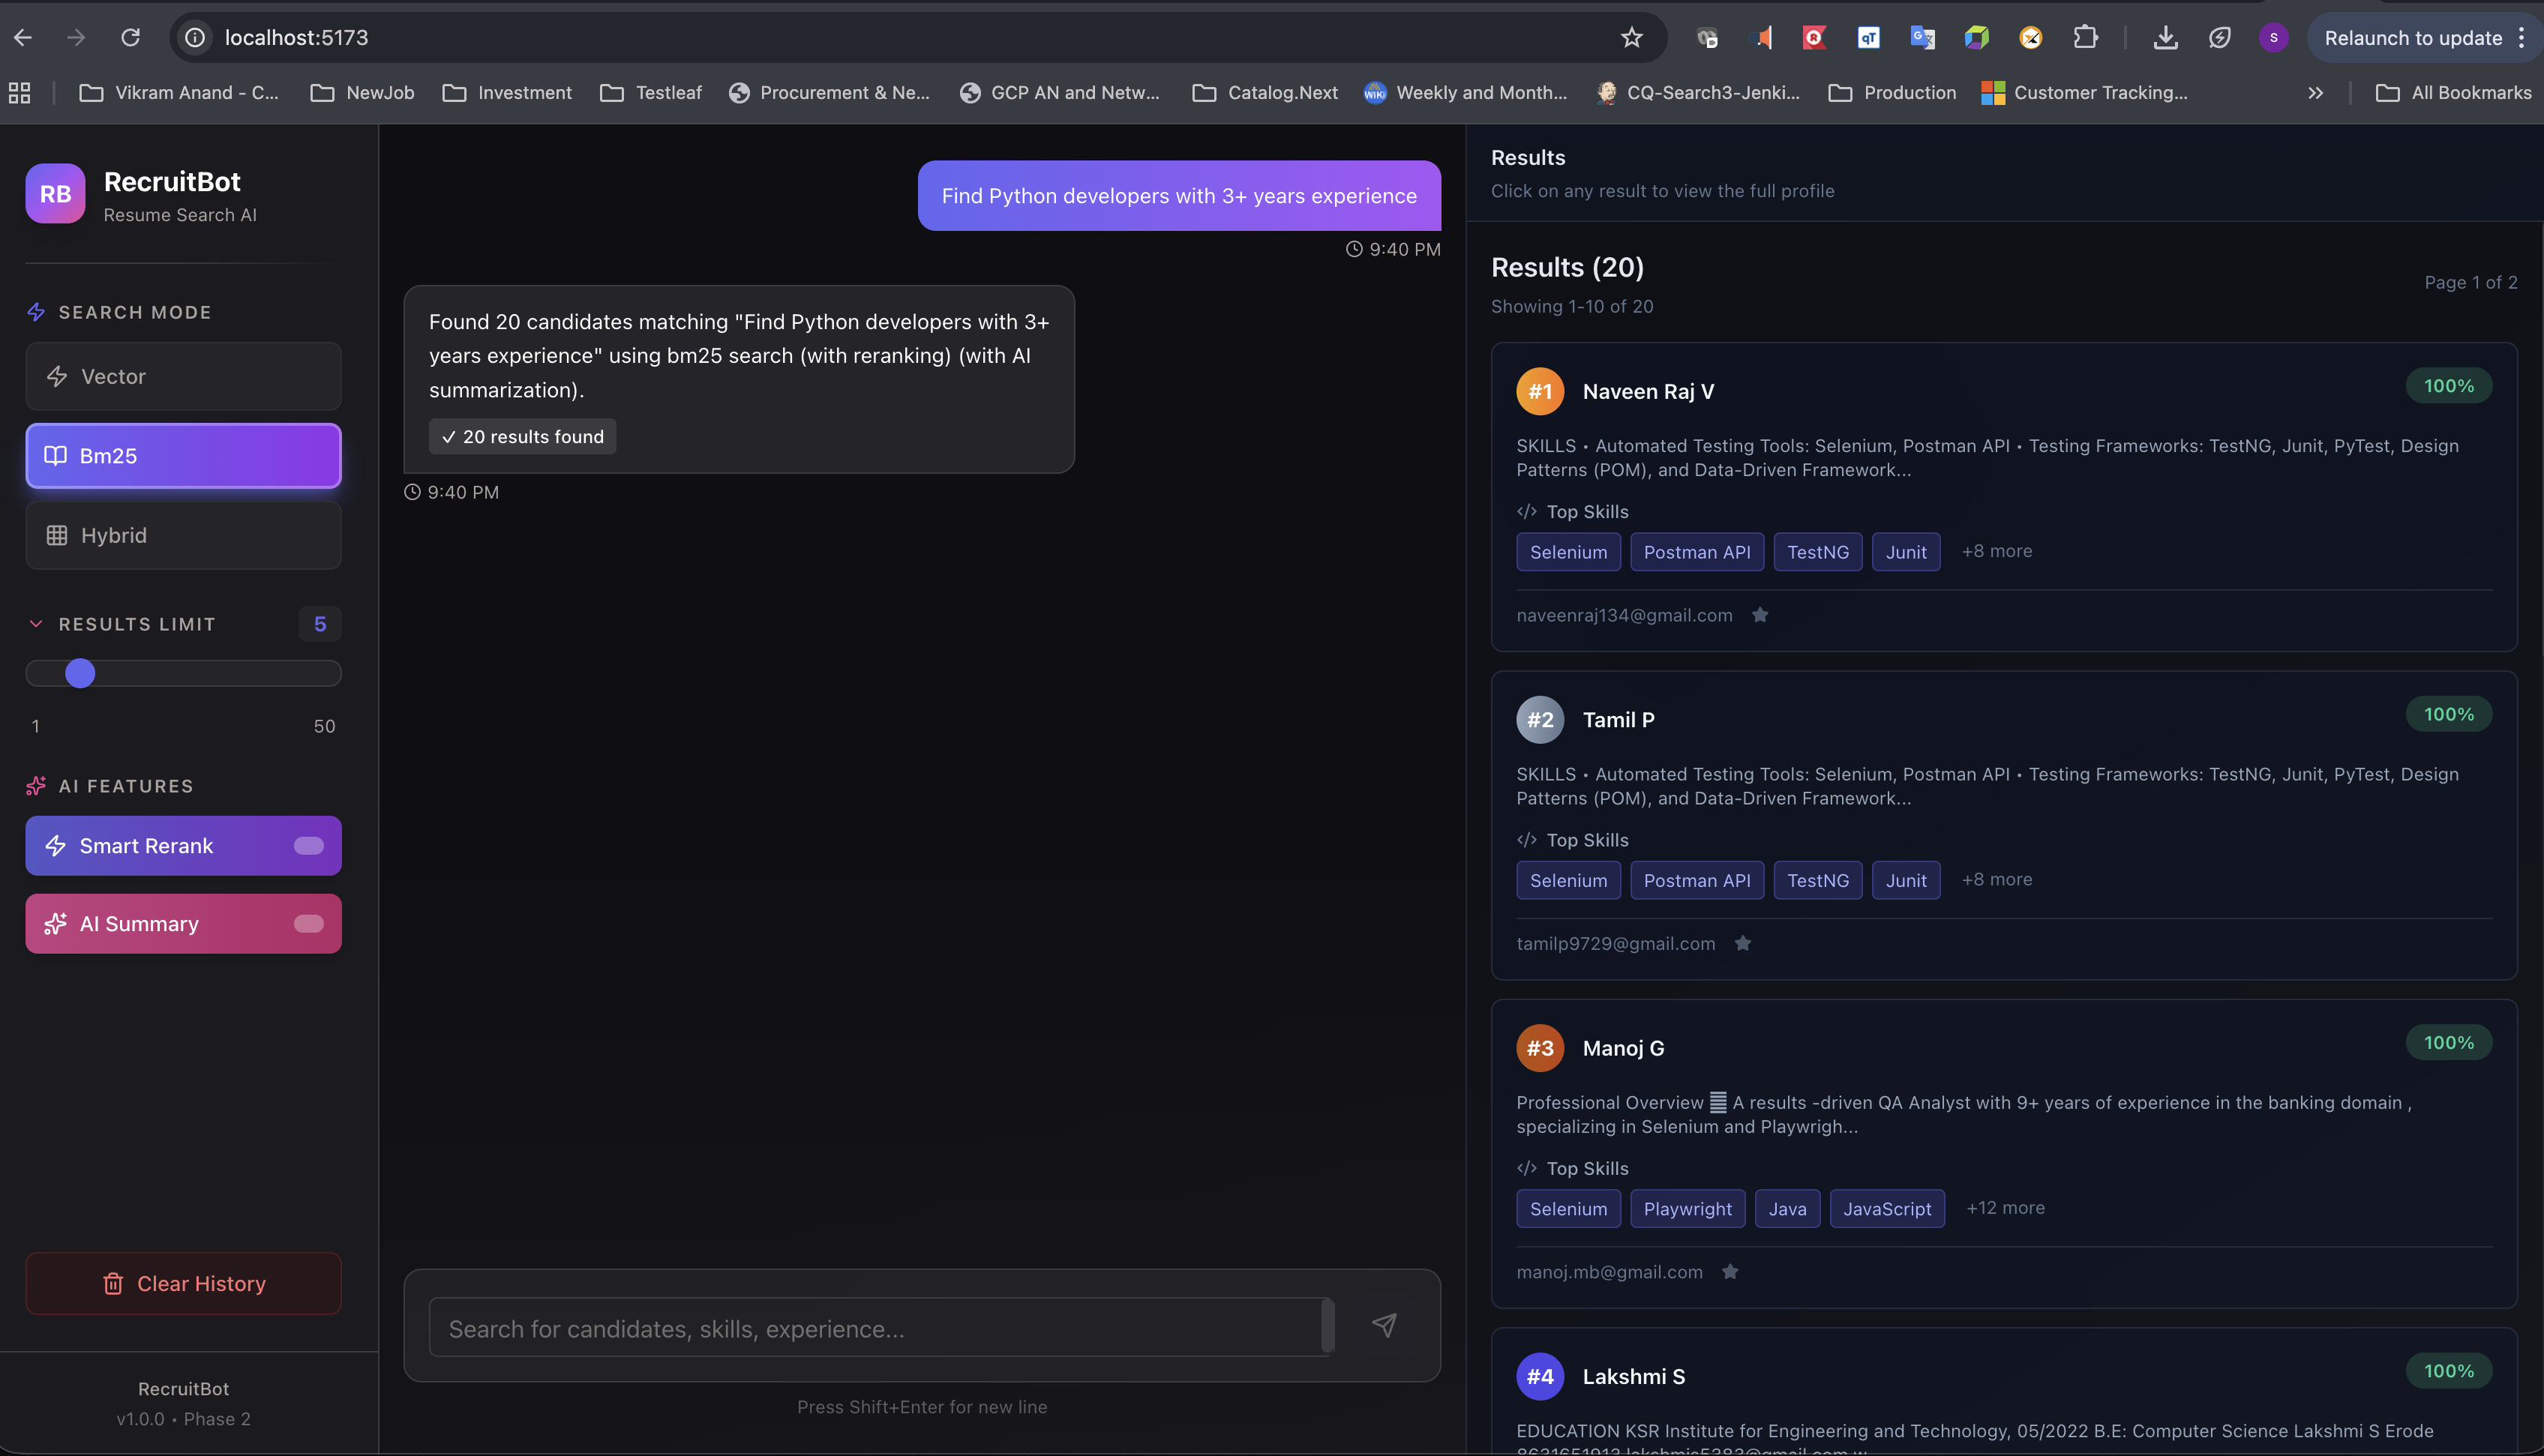 localhost:5173
Relaunch to update
Vikram Anand - C...
NewJob
Investment
Testleaf
Procurement & Ne...
GCP AN and Netw...
Catalog.Next
Weekly and Month...
CQ-Search3-Jenki...
Production
Customer Tracking...
All Bookmarks
RB
RecruitBot
Resume Search AI
SEARCH MODE
Vector
Bm25
Hybrid
RESULTS LIMIT
5
1
50
AI FEATURES
Smart Rerank
AI Summary
Clear History
RecruitBot
v1.0.0 • Phase 2
Find Python developers with 3+ years experience
9:40 PM
Found 20 candidates matching "Find Python developers with 3+
years experience" using bm25 search (with reranking) (with AI
summarization).
✓ 20 results found
9:40 PM
Search for candidates, skills, experience...
Press Shift+Enter for new line
Results
Click on any result to view the full profile
Results (20)
Showing 1-10 of 20
Page 1 of 2
#1
Naveen Raj V
100%
SKILLS • Automated Testing Tools: Selenium, Postman API • Testing Frameworks: TestNG, Junit, PyTest, Design
Patterns (POM), and Data-Driven Framework...
</> Top Skills
Selenium
Postman API
TestNG
Junit
+8 more
naveenraj134@gmail.com
#2
Tamil P
100%
SKILLS • Automated Testing Tools: Selenium, Postman API • Testing Frameworks: TestNG, Junit, PyTest, Design
Patterns (POM), and Data-Driven Framework...
</> Top Skills
Selenium
Postman API
TestNG
Junit
+8 more
tamilp9729@gmail.com
#3
Manoj G
100%
Professional Overview A results -driven QA Analyst with 9+ years of experience in the banking domain ,
specializing in Selenium and Playwrigh...
</> Top Skills
Selenium
Playwright
Java
JavaScript
+12 more
manoj.mb@gmail.com
#4
Lakshmi S
100%
EDUCATION KSR Institute for Engineering and Technology, 05/2022 B.E: Computer Science Lakshmi S Erode